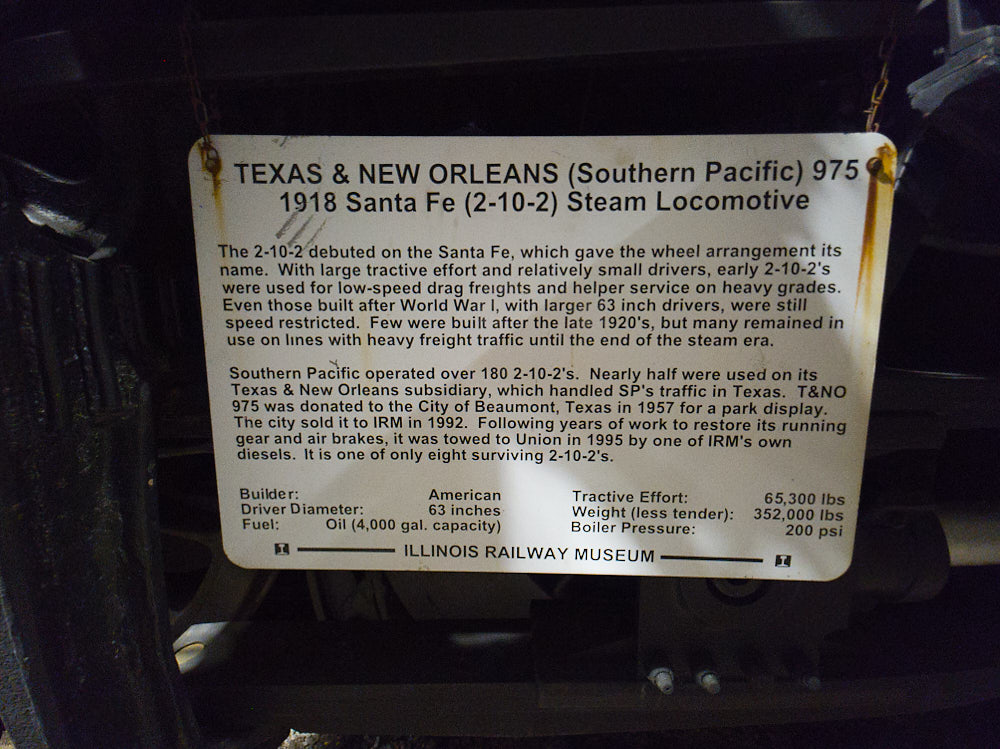 TEXAS & NEW ORLEANS (Southern Pacific) 975
1918 Santa Fe (2-10-2) Steam Locomotive
The 2-10-2 debuted on the Santa Fe, which gave the wheel arrangement its
name. With large tractive effort and relatively small drivers, early 2-10-2's
were used for low-speed drag freights and helper service on heavy grades.
Even those built after World War I, with larger 63 inch drivers, were still
speed restricted. Few were built after the late 1920's, but many remained in
use on lines with heavy freight traffic until the end of the steam era.
Southern Pacific operated over 180 2-10-2's. Nearly half were used on its
Texas & New Orleans subsidiary, which handled SP's traffic in Texas. T&NO
975 was donated to the City of Beaumont, Texas in 1957 for a park display.
The city sold it to IRM in 1992. Following years of work to restore its running
gear and air brakes, it was towed to Union in 1995 by one of IRM's own
diesels. It is one of only eight surviving 2-10-2's.
Builder: American Tractive Effort: 65,300 lbs
Driver Diameter: 63 inches Weight (less tender): 352,000 lbs
Fuel: Oil (4,000 gal. capacity) Boiler Pressure: 200 psi
I ILLINOIS RAILWAY MUSEUM I